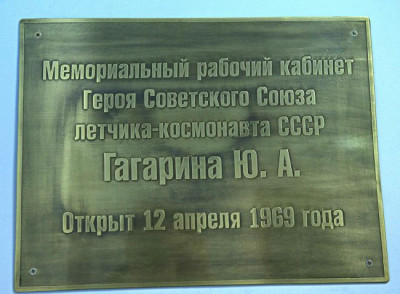 Мемориальный рабочий кабинет
Героя Советского Союза
летчика-космонавта СССР
Гагарина Ю. А.
Открыт 12 апреля 1969 года